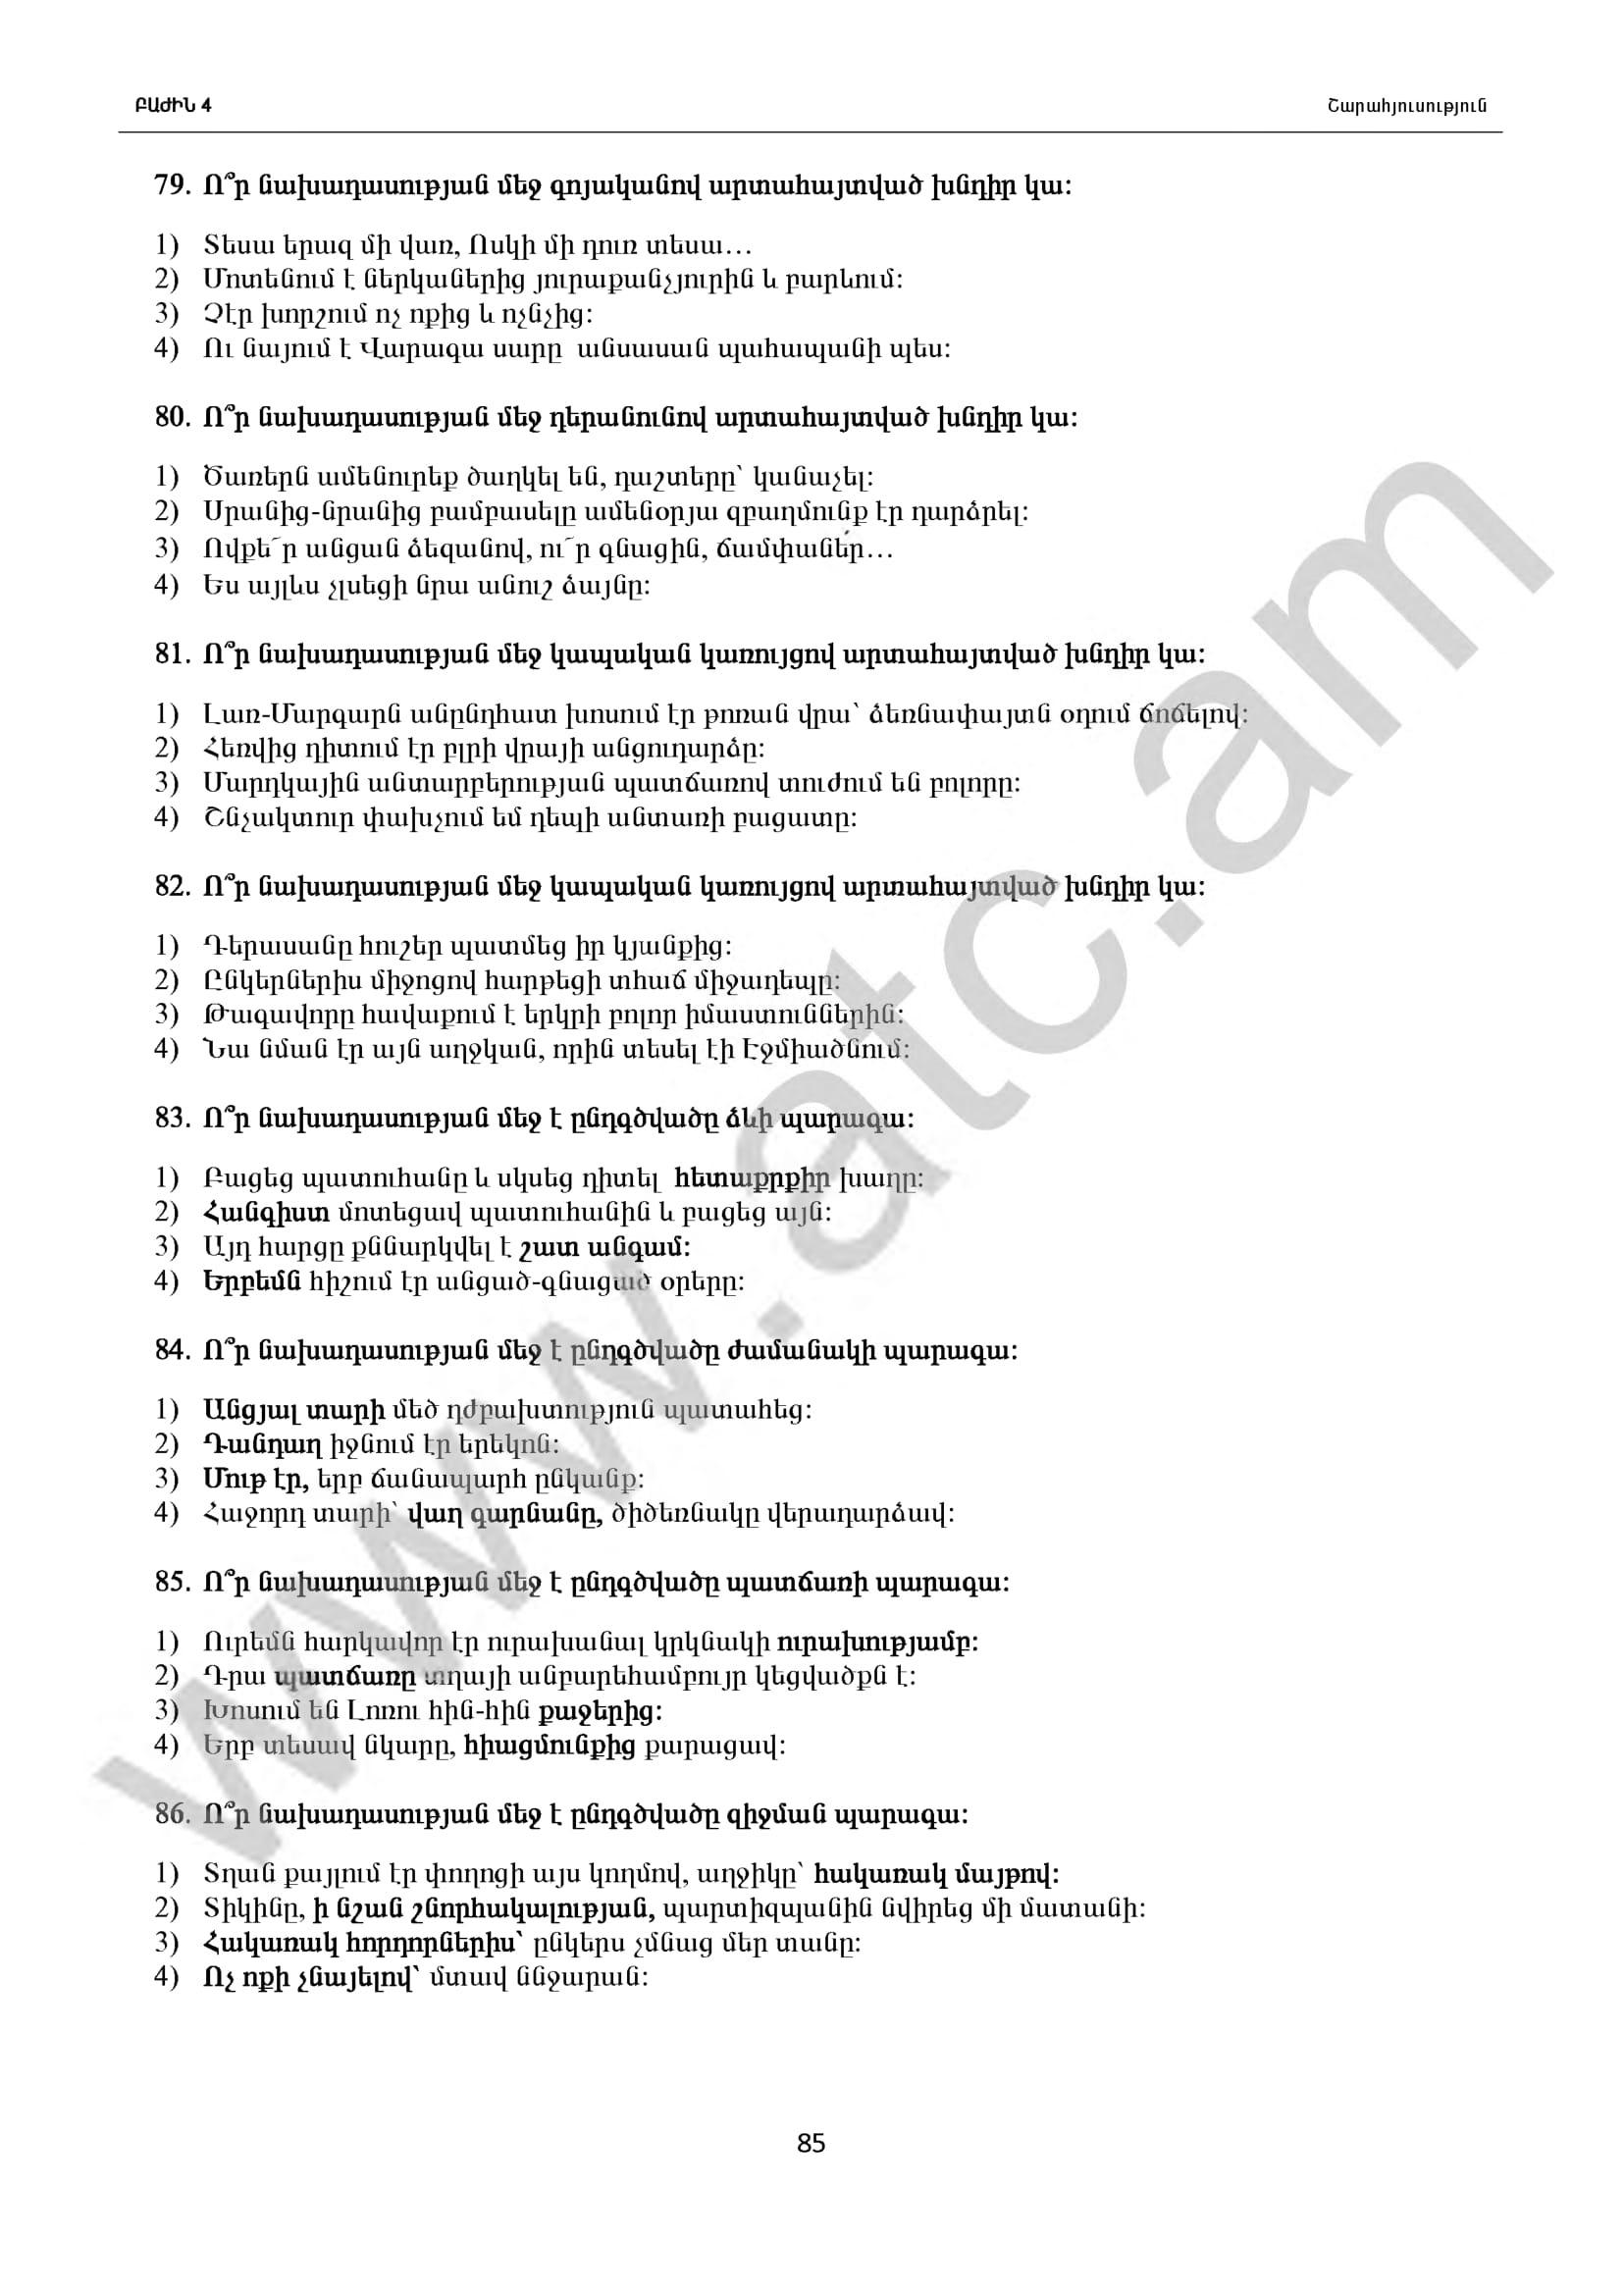 ԲԱԺԻՆ 4
Շարահյուսություն
79. Ո՞ր նախադասության մեջ գոյականով արտահայտված խնդիր կա:
1) Տեսա երազ մի վառ, Ոսկի մի դուռ տեսա...
2) Մոտենում է ներկաներից յուրաքանչյուրին և բարևում:
3) Չէր խորշում ոչ ոքից և ոչնչից:
4) Ու նայում է Վարագա սարը անսասան պահապանի պես:
80. Ո՞ր նախադասության մեջ դերանունով արտահայտված խնդիր կա:
1) Ծառերն ամենուրեք ծաղկել են, դաշտերը՝ կանաչել:
2) Սրանից-նրանից բամբասելը ամենօրյա զբաղմունք էր դարձրել:
3) Ովքե՜ր անցան ձեզանով, ու՜ր գնացին, ճամփանե՛ր...
4) Ես այլևս չլսեցի նրա անուշ ձայնը:
81. Ո՞ր նախադասության մեջ կապական կառույցով արտահայտված խնդիր կա:
1) Լառ-Մարգարն անընդհատ խոսում էր թոռան վրա՝ ձեռնափայտն օդում ճոճելով:
2) Հեռվից դիտում էր բլրի վրայի անցուդարձը:
3) Մարդկային անտարբերության պատճառով տուժում են բոլորը:
4) Շնչակտուր փախչում եմ դեպի անտառի բացատը:
82. Ո՞ր նախադասության մեջ կապական կառույցով արտահայտված խնդիր կա:
1) Դերասանը հուշեր պատմեց իր կյանքից:
2) Ընկերներիս միջոցով հարթեցի տհաճ միջադեպը:
3) Թագավորը հավաքում է երկրի բոլոր իմաստուններին:
4) Նա նման էր այն աղջկան, որին տեսել էի Էջմիածնում:
83. Ո՞ր նախադասության մեջ է ընդգծվածը ձևի պարագա:
1) Բացեց պատուհանը և սկսեց դիտել հետաքրքիր խաղը:
2) Հանգիստ մոտեցավ պատուհանին և բացեց այն:
3) Այդ հարցը քննարկվել է շատ անգամ:
4) Երբեմն հիշում էր անցած-գնացած օրերը:
84. Ո՞ր նախադասության մեջ է ընդգծվածը ժամանակի պարագա:
1) Անցյալ տարի մեծ դժբախտություն պատահեց:
2) Դանդաղ իջնում էր երեկոն:
3) Մութ էր, երբ ճանապարհ ընկանք:
4) Հաջորդ տարի՝ վաղ գարնանը, ծիծեռնակը վերադարձավ:
85. Ո՞ր նախադասության մեջ է ընդգծվածը պատճառի պարագա:
1) Ուրեմն հարկավոր էր ուրախանալ կրկնակի ուրախությամբ:
2) Դրա պատճառը տղայի անբարեհամբույր կեցվածքն է:
3) Խոսում են Լոռու հին-հին քաջերից:
4) Երբ տեսավ նկարը, հիացմունքից քարացավ:
86. Ո՞ր նախադասության մեջ է ընդգծվածը զիջման պարագա:
1) Տղան քայլում էր փողոցի այս կողմով, աղջիկը՝ հակառակ մայթով:
2) Տիկինը, ի նշան շնորհակալության, պարտիզպանին նվիրեց մի մատանի:
3) Հակառակ հորդորներիս՝ ընկերս չմնաց մեր տանը:
4) Ոչ ոքի չնայելով՝ մտավ ննջարան:
www.atc.am
85